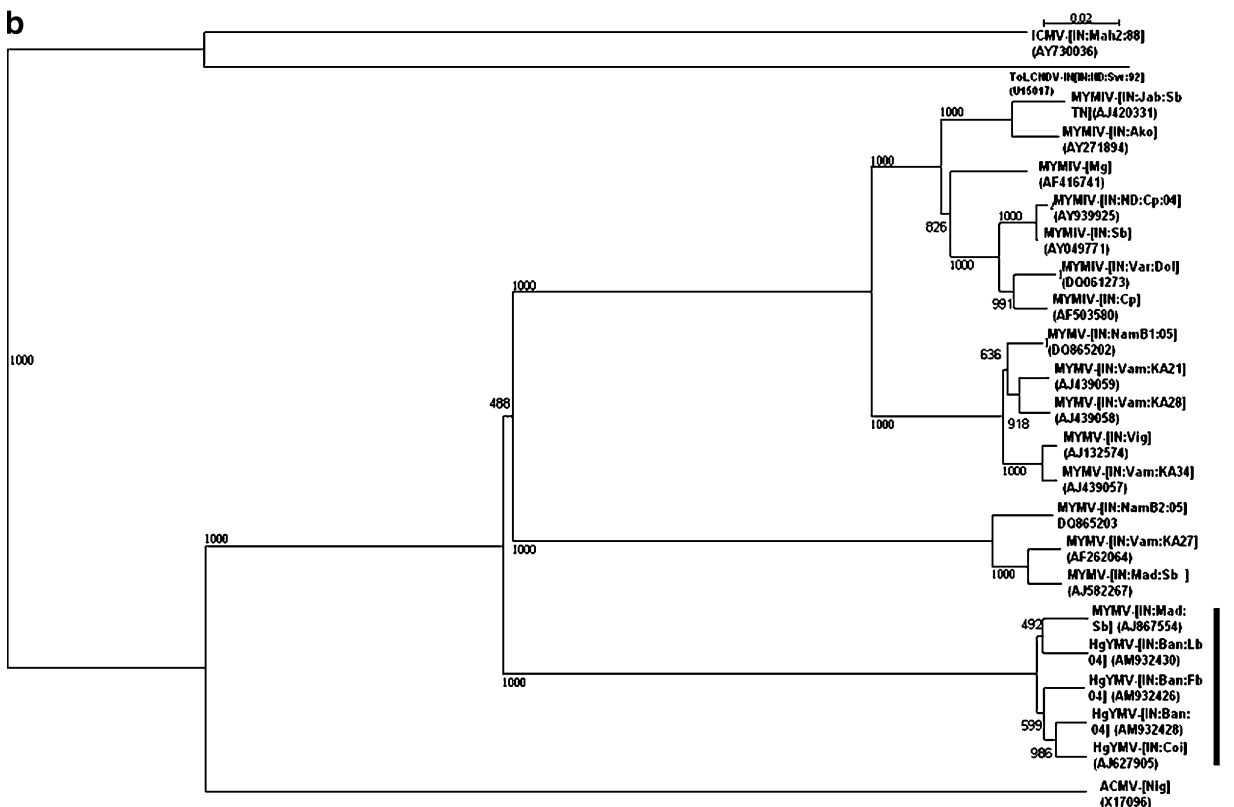 b
0.02
ICMV-[IN:Mah2:88]
(AY730036)
ToLCNDV-IN[IN:ND:Svr:92]
(U15017)
MYMIV-[IN:Jab:Sb
TN](AJ420331)
1000
MYMIV-[IN:Ako]
(AY271894)
1000
MYMIV-[Mg]
(AF416741)
MYMIV-[IN:ND:Cp:04]
(AY939925)
1000
826
MYMIV-[IN:Sb]
(AY049771)
1000
MYMIV-[IN:Var:Dol]
(DQ061273)
1000
991
MYMIV-[IN:Cp]
(AF503580)
MYMV-[IN:NamB1:05]
(DQ865202)
636
1000
MYMV-[IN:Vam:KA21]
(AJ439059)
488
MYMV-[IN:Vam:KA28]
(AJ439058)
918
1000
MYMV-[IN:Vig]
(AJ132574)
1000
MYMV-[IN:Vam:KA34]
(AJ439057)
MYMV-[IN:NamB2:05]
DQ865203
1000
1000
MYMV-[IN:Vam:KA27]
(AF262064)
1000
MYMV-[IN:Mad:Sb ]
(AJ582267)
MYMV-[IN:Mad:
Sb] (AJ867554)
492
HgYMV-[IN:Ban:Lb
04] (AM932430)
1000
HgYMV-[IN:Ban:Fb
04] (AM932426)
599
HgYMV-[IN:Ban:
04] (AM932428)
986
HgYMV-[IN:Coi]
(AJ627905)
ACMV-[Nig]
(X17096)